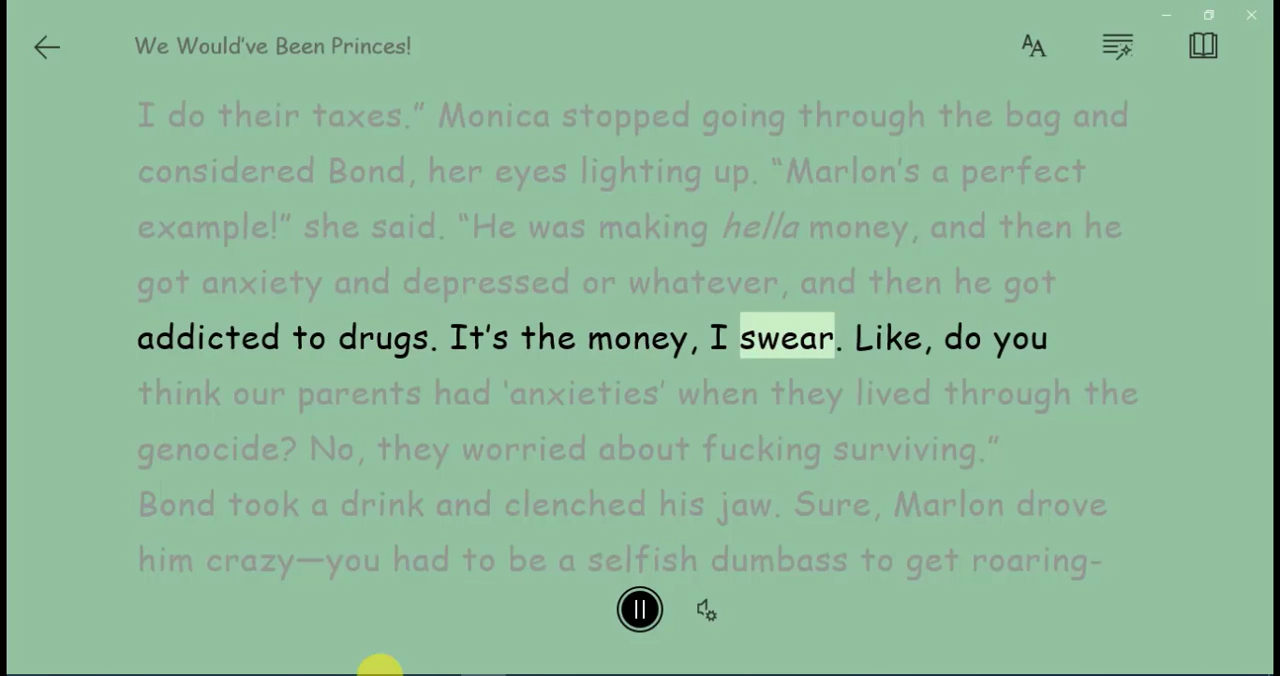 We Would've Been Princes!
I do their taxes.” Monica stopped going through the bag and
considered Bond, her eyes lighting up. “Marlon’s a perfect
example!” she said. “He was making hella money, and then he
got anxiety and depressed or whatever, and then he got
addicted to drugs. It’s the money, I swear. Like, do you
think our parents had ‘anxieties’ when they lived through the
genocide? No, they worried about fucking surviving.”
Bond took a drink and clenched his jaw. Sure, Marlon drove
him crazy—you had to be a selfish dumbass to get roaring-